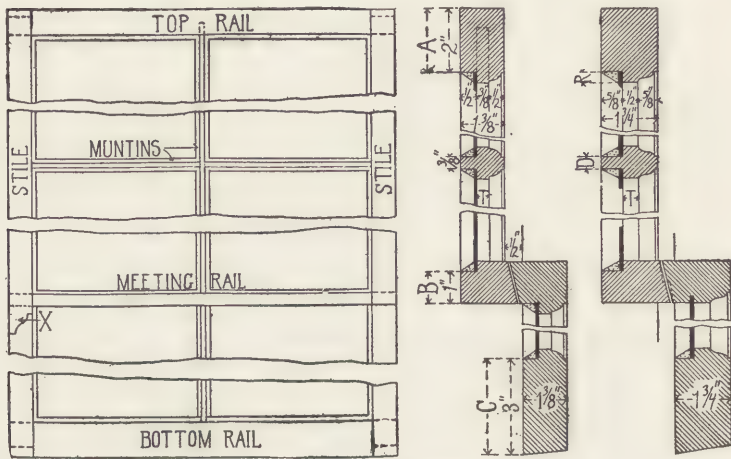 TOP RAIL
MUNTINS
STILE
STILE
MEETING RAIL
X
BOTTOM RAIL
A
2"
1/2" 3/8" 1/2"
1 3/8"
3/8"
T
1/2"
B
1"
C
3"
1 3/8"
R
5/8" 1/2" 5/8"
1 3/4"
D
T
1 3/4"